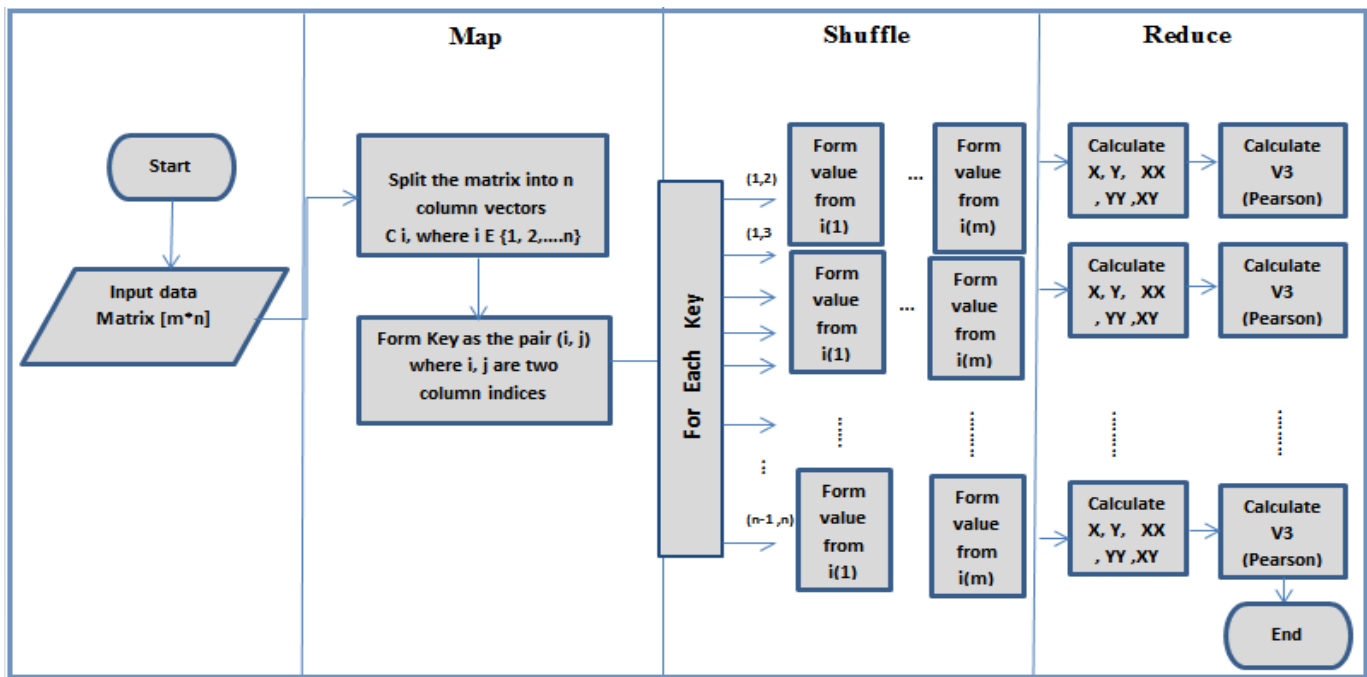 Map
Shuffle
Reduce
Start
Input data
Matrix [m*n]
Split the matrix into n
column vectors
C i, where i E {1, 2,....n}
Form Key as the pair (i, j)
where i, j are two
column indices
For Each Key
(1,2)
(1,3
⋮
(n-1 ,n)
Form
value
from
i(1)
...
Form
value
from
i(m)
Form
value
from
i(1)
...
Form
value
from
i(m)
......
.......
Form
value
from
i(1)
Form
value
from
i(m)
Calculate
X, Y, XX
, YY ,XY
Calculate
V3
(Pearson)
Calculate
X, Y, XX
, YY ,XY
Calculate
V3
(Pearson)
.......
.......
Calculate
X, Y, XX
, YY ,XY
Calculate
V3
(Pearson)
End